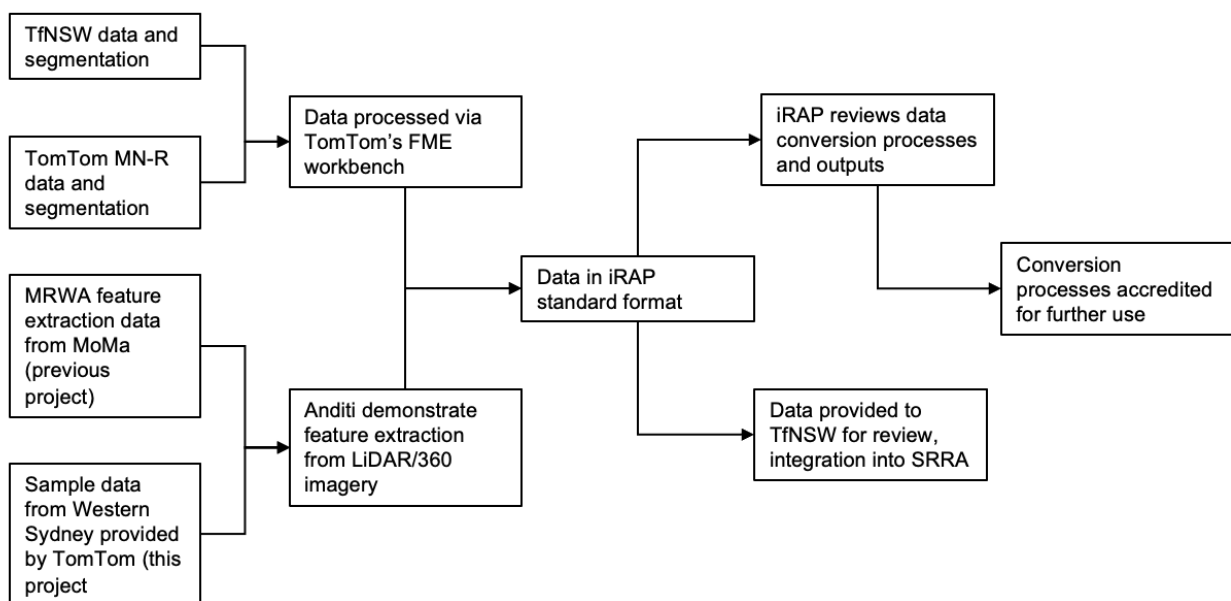 TfNSW data and
segmentation
TomTom MN-R
data and
segmentation
MRWA feature
extraction data
from MoMa
(previous
project)
Sample data
from Western
Sydney provided
by TomTom (this
project
Data processed via
TomTom’s FME
workbench
Anditi demonstrate
feature extraction
from LiDAR/360
imagery
Data in iRAP
standard format
iRAP reviews data
conversion processes
and outputs
Data provided to
TfNSW for review,
integration into SRRA
Conversion
processes accredited
for further use